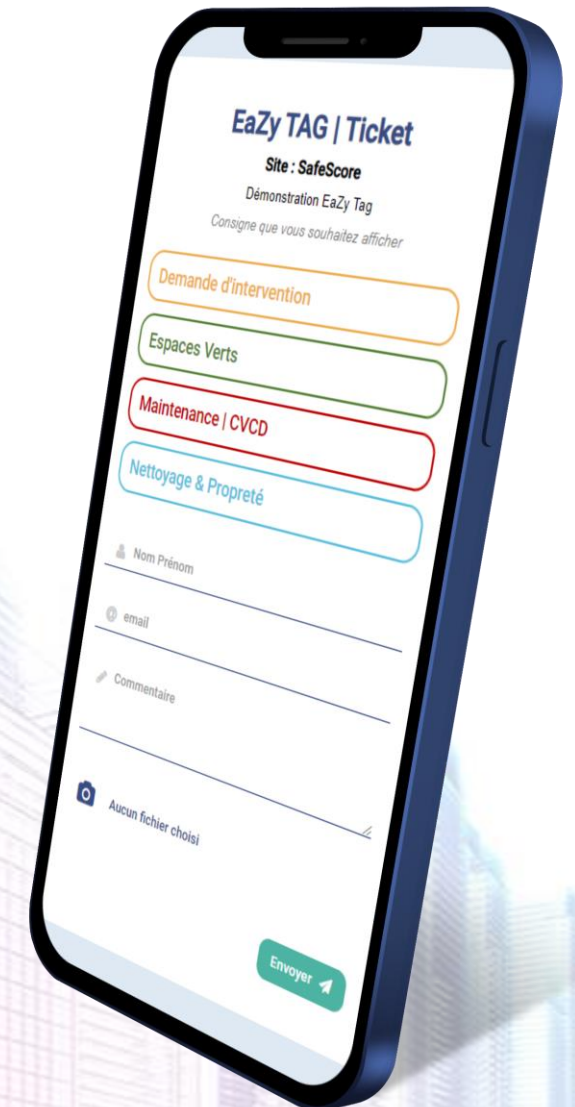 EaZy TAG | Ticket
Site : SafeScore
Démonstration EaZy Tag
Consigne que vous souhaitez afficher
Demande d'intervention
Espaces Verts
Maintenance | CVCD
Nettoyage & Propreté
Nom Prénom
@ email
Commentaire
Aucun fichier choisi
Envoyer